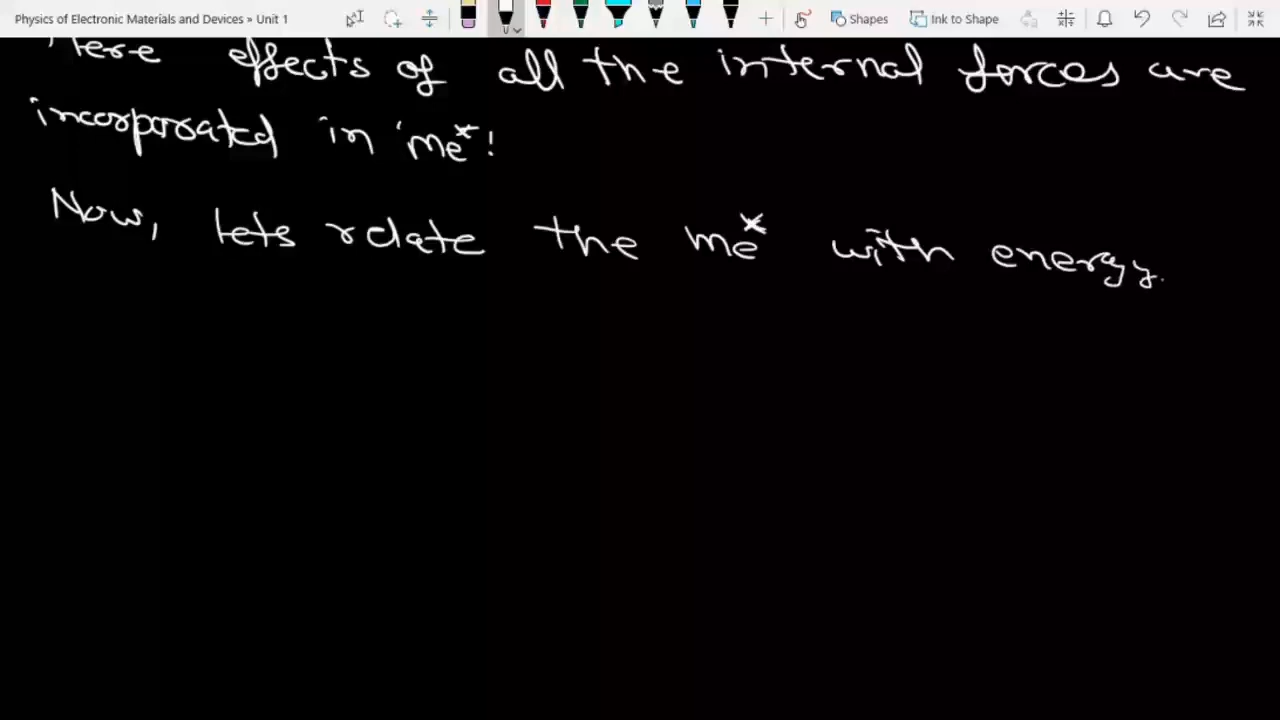 Physics of Electronic Materials and Devices » Unit 1
Shapes
Ink to Shape
Here effects of all the internal forces are
incorporated in 'me*'.
Now, lets relate the me* with energy.